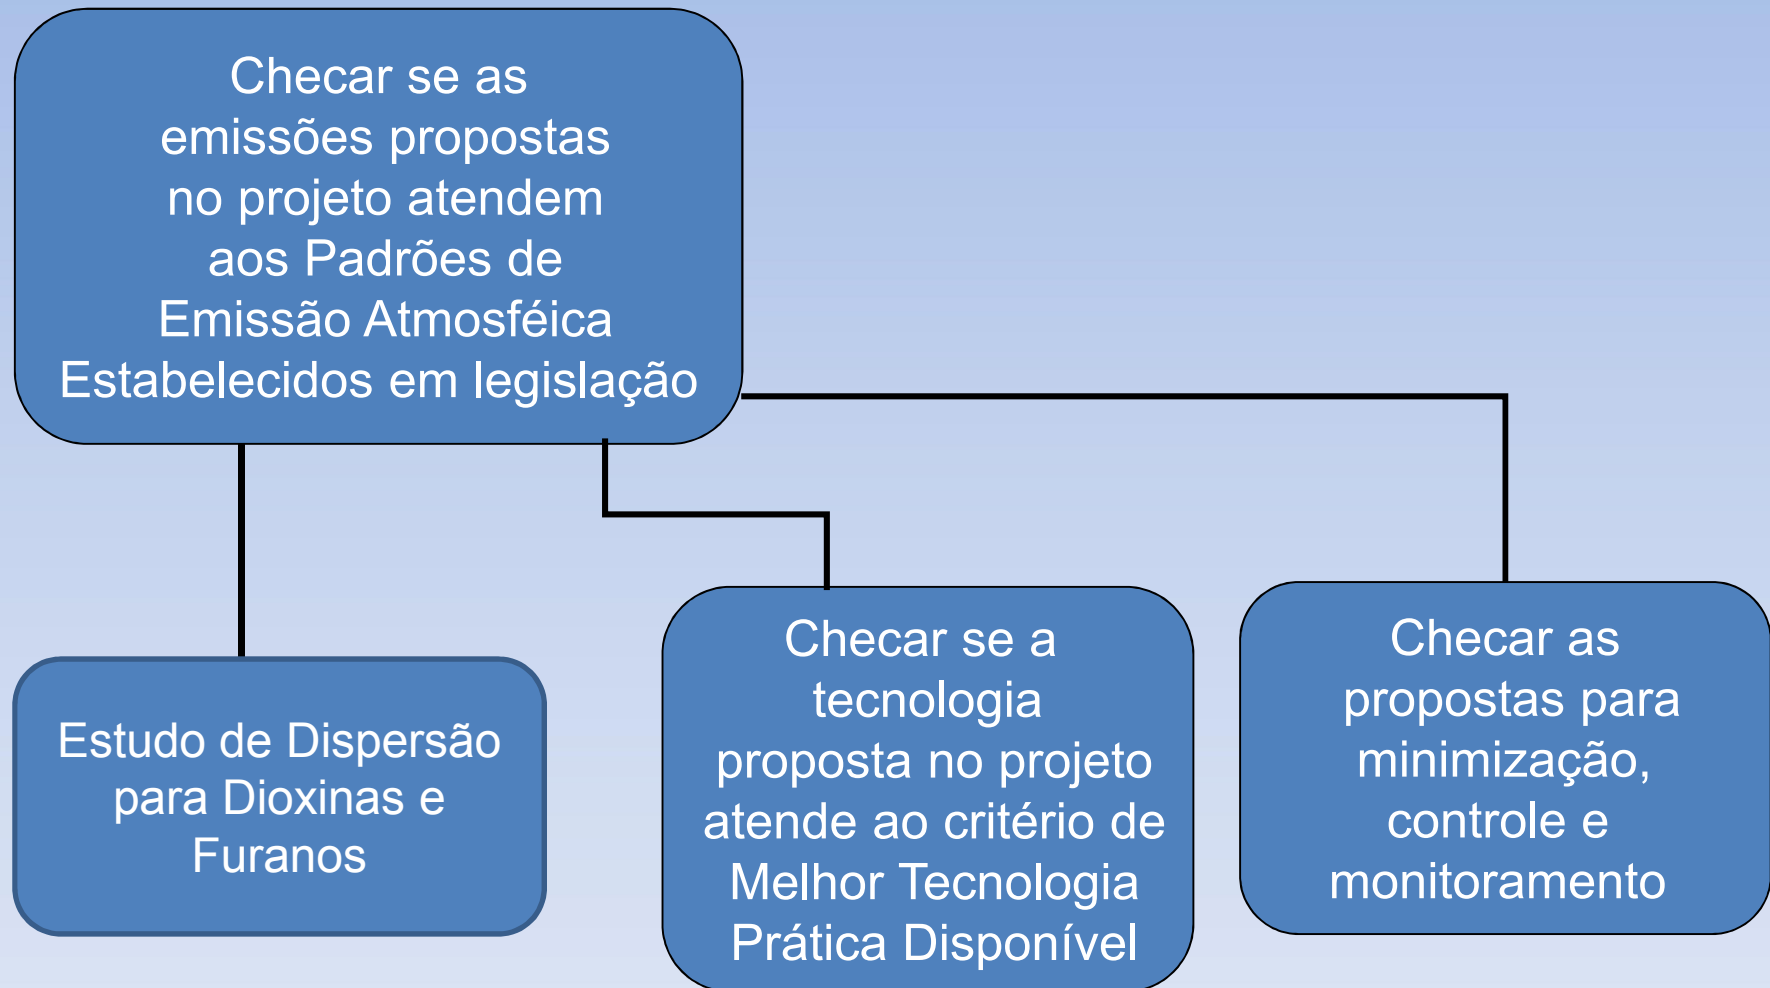 Checar se as
emissões propostas
no projeto atendem
aos Padrões de
Emissão Atmosféica
Estabelecidos em legislação
Estudo de Dispersão
para Dioxinas e
Furanos
Checar se a
tecnologia
proposta no projeto
atende ao critério de
Melhor Tecnologia
Prática Disponível
Checar as
propostas para
minimização,
controle e
monitoramento